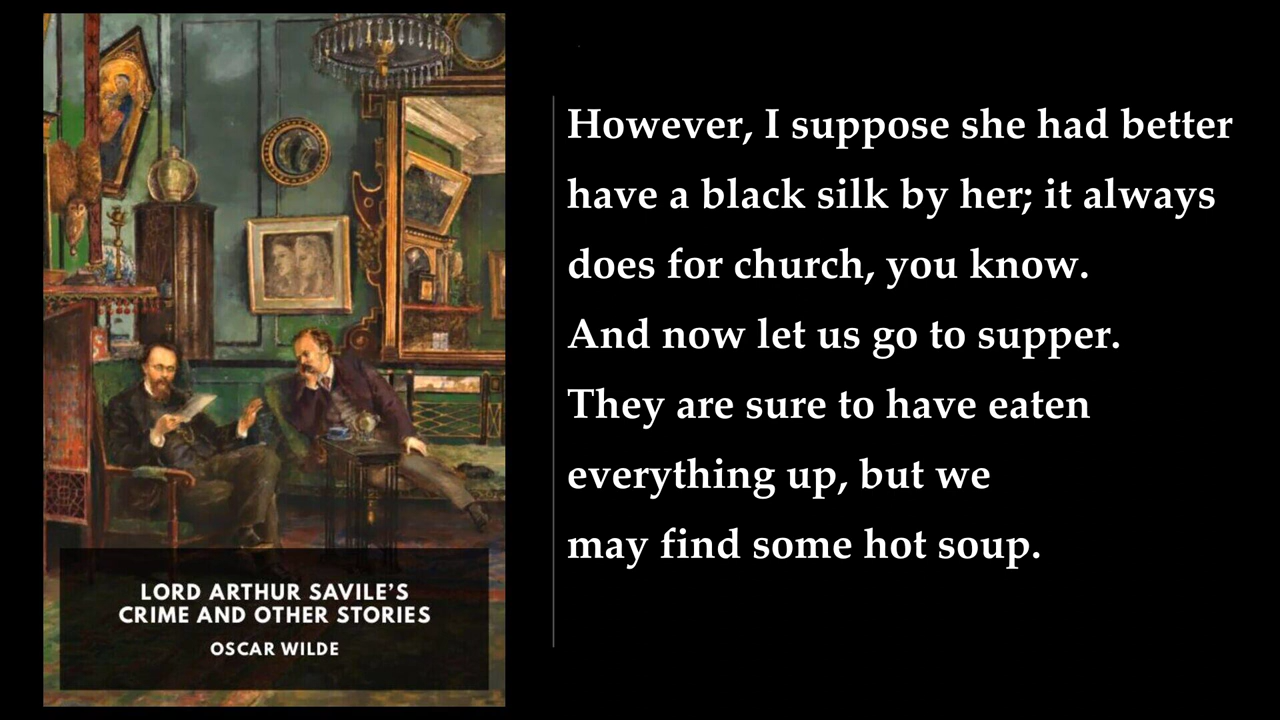 LORD ARTHUR SAVILE’S
CRIME AND OTHER STORIES
OSCAR WILDE
However, I suppose she had better
have a black silk by her; it always
does for church, you know.
And now let us go to supper.
They are sure to have eaten
everything up, but we
may find some hot soup.